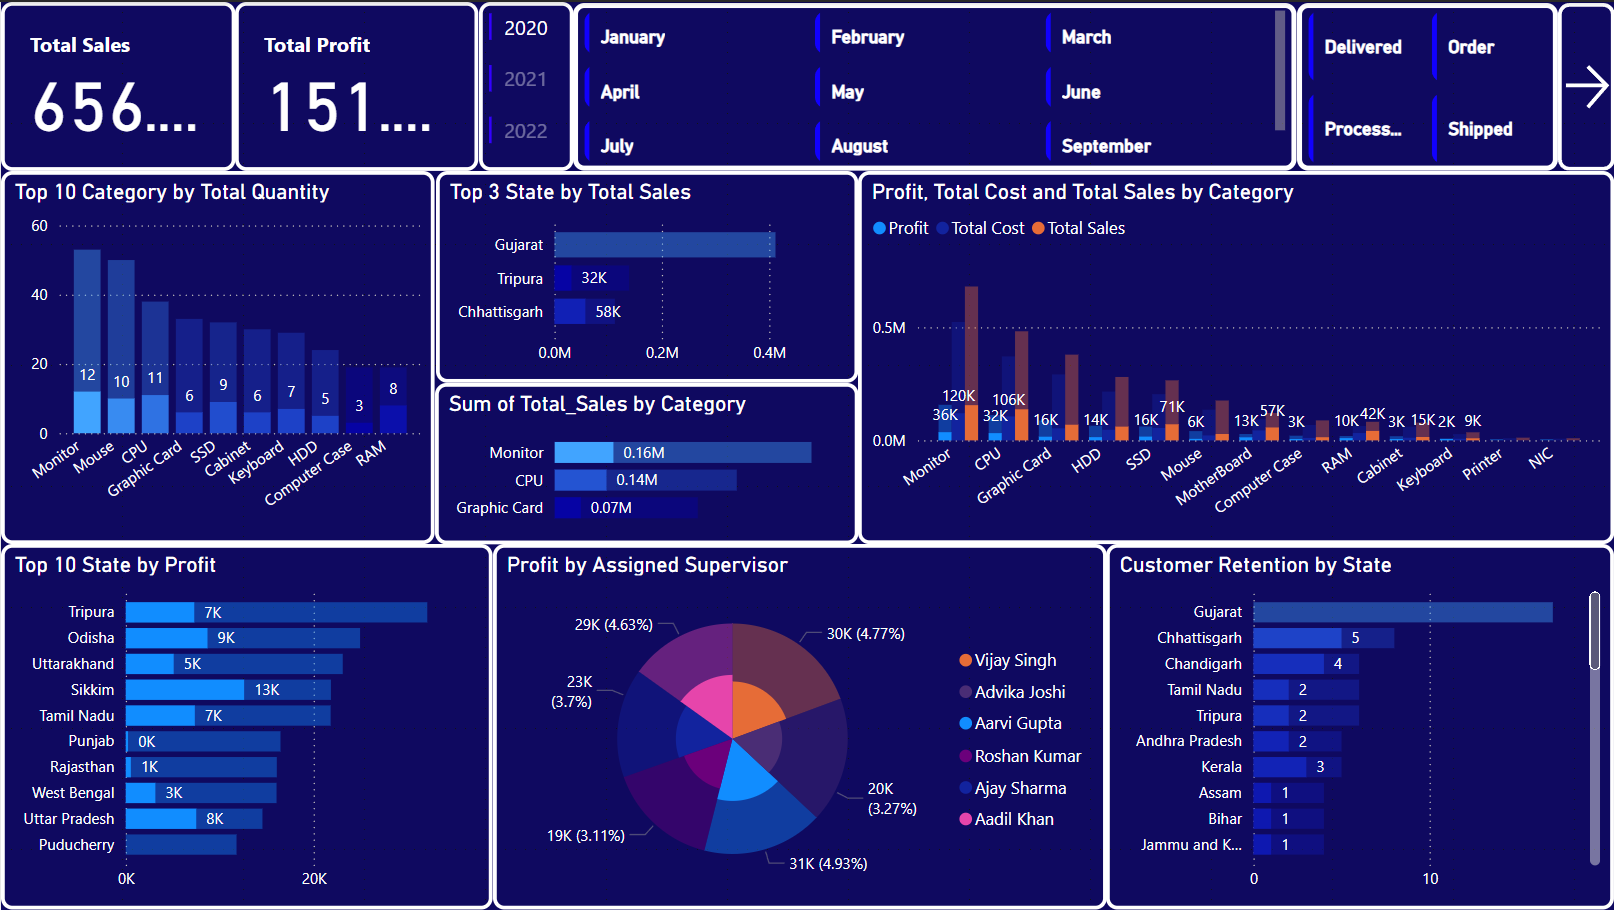 Total Sales
656....
Total Profit
151....
2020
2021
2022
January
February
March
April
May
June
July
August
September
Delivered
Order
Process...
Shipped
Top 10 Category by Total Quantity
60
40
20
0
12
10
11
6
9
6
7
5
3
8
Monitor
Mouse
CPU
Graphic Card
SSD
Cabinet
Keyboard
HDD
Computer Case
RAM
Top 3 State by Total Sales
Gujarat
Tripura
32K
Chhattisgarh
58K
0.0M
0.2M
0.4M
Sum of Total_Sales by Category
Monitor
0.16M
CPU
0.14M
Graphic Card
0.07M
Profit, Total Cost and Total Sales by Category
Profit
Total Cost
Total Sales
0.5M
0.0M
36K
120K
32K
106K
16K
14K
16K
71K
6K
13K
57K
3K
10K
42K
3K
15K
2K
9K
Monitor
CPU
Graphic Card
HDD
SSD
Mouse
MotherBoard
Computer Case
RAM
Cabinet
Keyboard
Printer
NIC
Top 10 State by Profit
Tripura
7K
Odisha
9K
Uttarakhand
5K
Sikkim
13K
Tamil Nadu
7K
Punjab
0K
Rajasthan
1K
West Bengal
3K
Uttar Pradesh
8K
Puducherry
0K
20K
Profit by Assigned Supervisor
29K (4.63%)
30K (4.77%)
23K
(3.7%)
20K
(3.27%)
19K (3.11%)
31K (4.93%)
Vijay Singh
Advika Joshi
Aarvi Gupta
Roshan Kumar
Ajay Sharma
Aadil Khan
Customer Retention by State
Gujarat
Chhattisgarh
5
Chandigarh
4
Tamil Nadu
2
Tripura
2
Andhra Pradesh
2
Kerala
3
Assam
1
Bihar
1
Jammu and K...
1
0
10